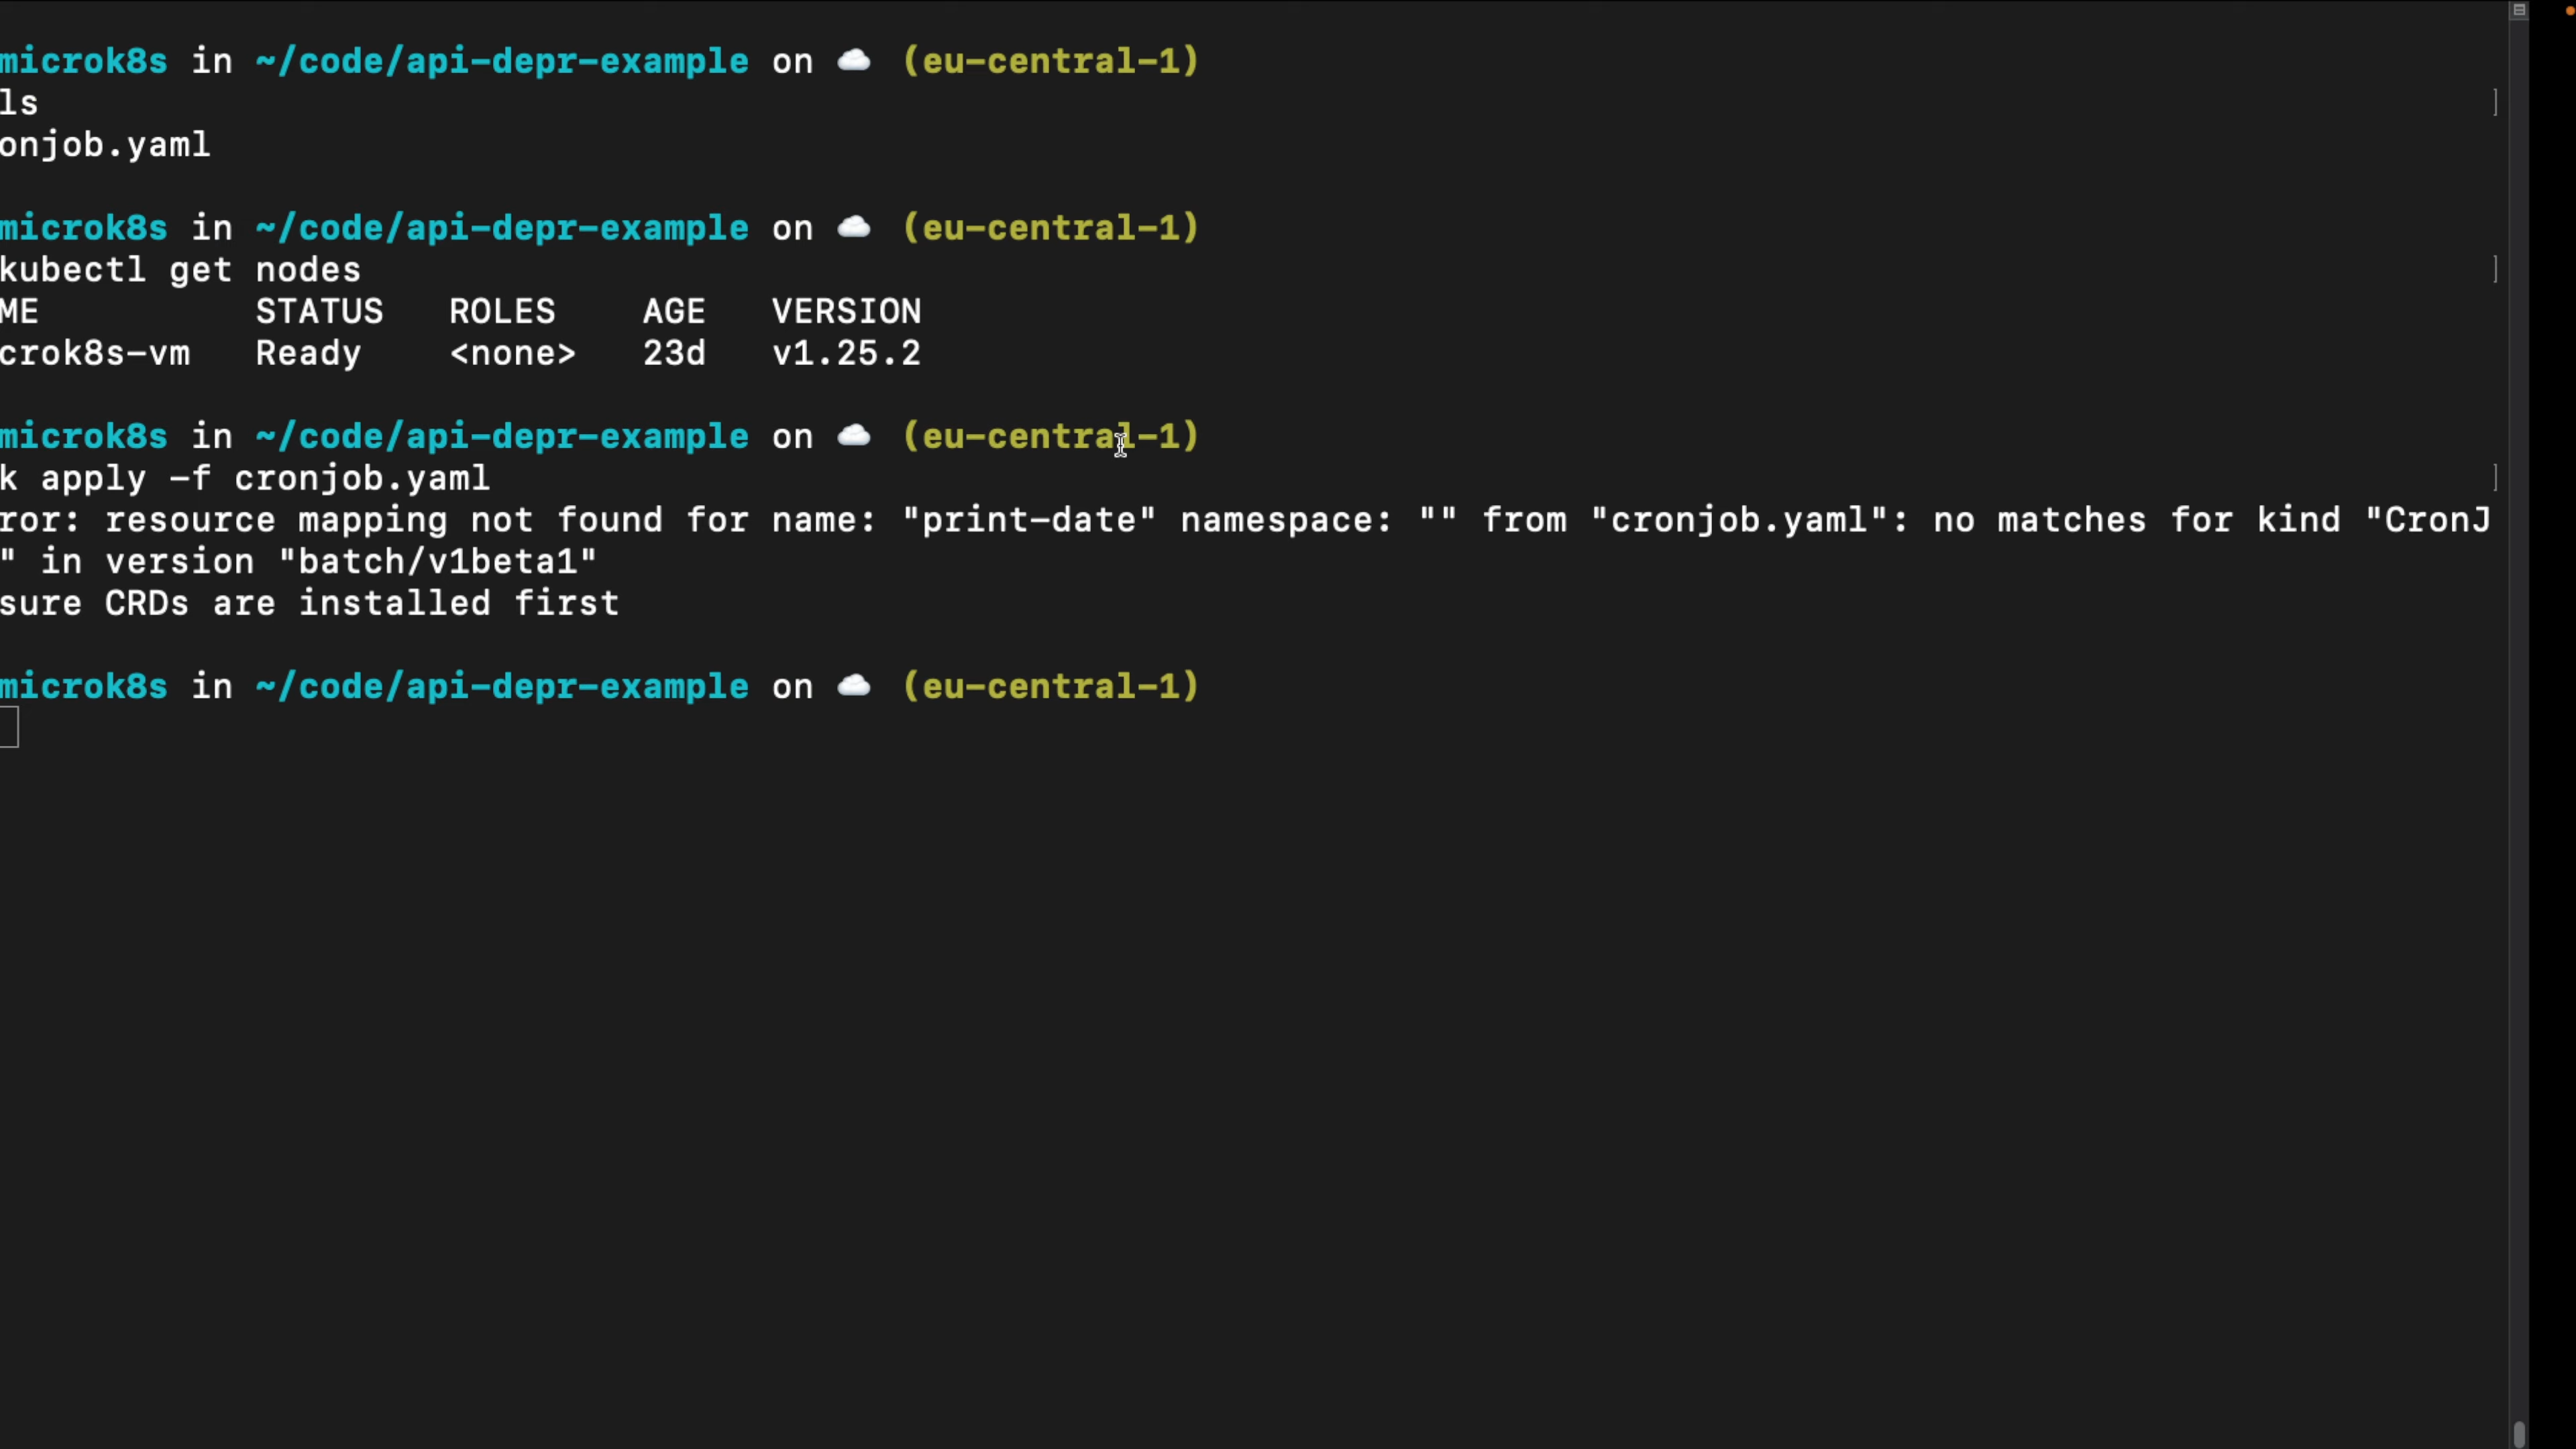 microk8s in ~/code/api-depr-example on ☁️ (eu-central-1)
ls
onjob.yaml
microk8s in ~/code/api-depr-example on ☁️ (eu-central-1)
kubectl get nodes
ME STATUS ROLES AGE VERSION
crok8s-vm Ready <none> 23d v1.25.2
microk8s in ~/code/api-depr-example on ☁️ (eu-central-1)
k apply -f cronjob.yaml
ror: resource mapping not found for name: "print-date" namespace: "" from "cronjob.yaml": no matches for kind "CronJ
" in version "batch/v1beta1"
sure CRDs are installed first
microk8s in ~/code/api-depr-example on ☁️ (eu-central-1)